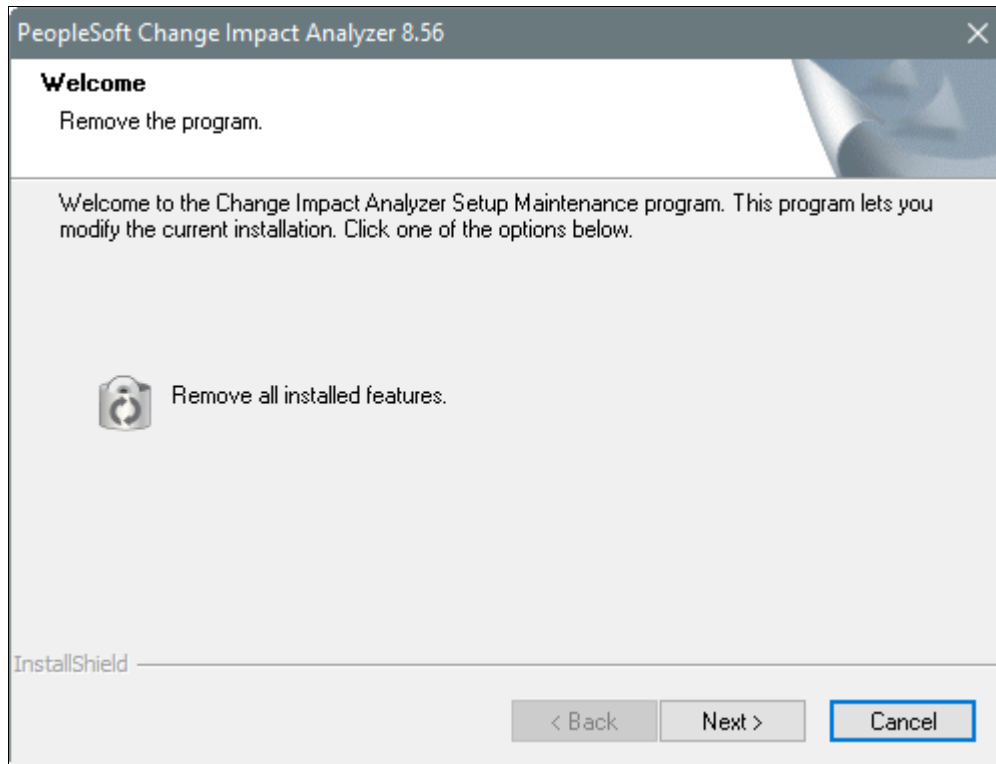 PeopleSoft Change Impact Analyzer 8.56
Welcome
Remove the program.
Welcome to the Change Impact Analyzer Setup Maintenance program. This program lets you
modify the current installation. Click one of the options below.
Remove all installed features.
InstallShield
< Back
Next >
Cancel